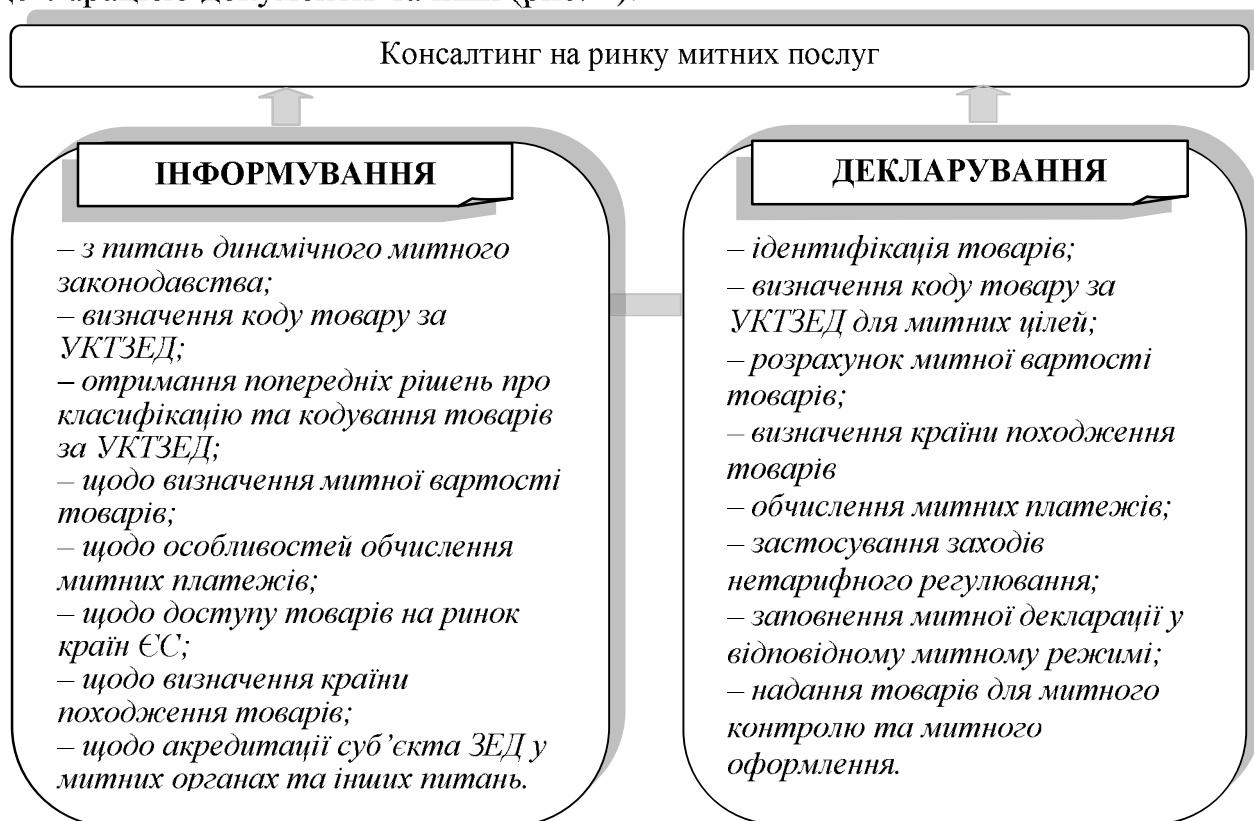 Консалтинг на ринку митних послуг
ІНФОРМУВАННЯ
– з питань динамічного митного
законодавства;
– визначення коду товару за
УКТЗЕД;
– отримання попередніх рішень про
класифікацію та кодування товарів
за УКТЗЕД;
– щодо визначення митної вартості
товарів;
– щодо особливостей обчислення
митних платежів;
– щодо доступу товарів на ринок
країн ЄС;
– щодо визначення країни
походження товарів;
– щодо акредитації суб’єкта ЗЕД у
митних органах та інших питань.
ДЕКЛАРУВАННЯ
– ідентифікація товарів;
– визначення коду товару за
УКТЗЕД для митних цілей;
– розрахунок митної вартості
товарів;
– визначення країни походження
товарів
– обчислення митних платежів;
– застосування заходів
нетарифного регулювання;
– заповнення митної декларації у
відповідному митному режимі;
– надання товарів для митного
контролю та митного
оформлення.